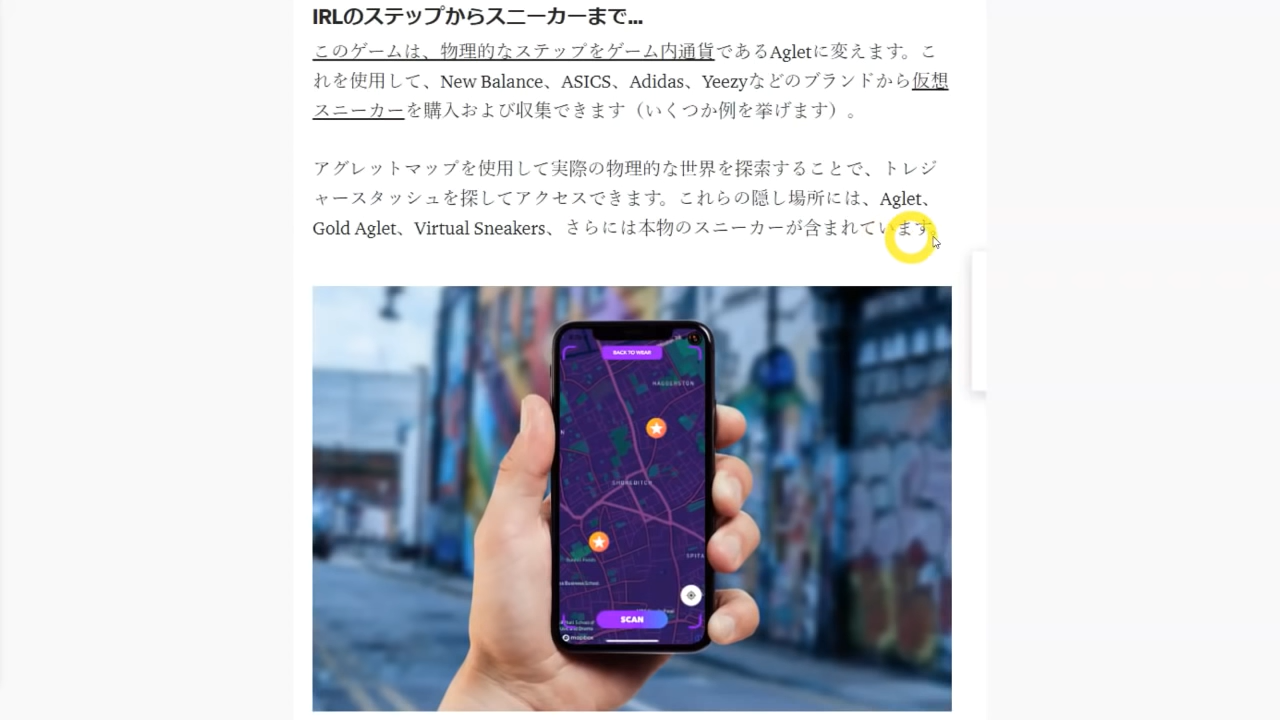 IRLのステップからスニーカーまで...
このゲームは、物理的なステップをゲーム内通貨であるAgletに変えます。こ
れを使用して、New Balance、ASICS、Adidas、Yeezyなどのブランドから仮想
スニーカーを購入および収集できます（いくつか例を挙げます）。
アグレットマップを使用して実際の物理的な世界を探索することで、トレジ
ャースタッシュを探してアクセスできます。これらの隠し場所には、Aglet、
Gold Aglet、Virtual Sneakers、さらには本物のスニーカーが含まれています。
BACK TO WEAR
HAGGERSTON
SHOREDITCH
SPITA
SCAN
mapbox